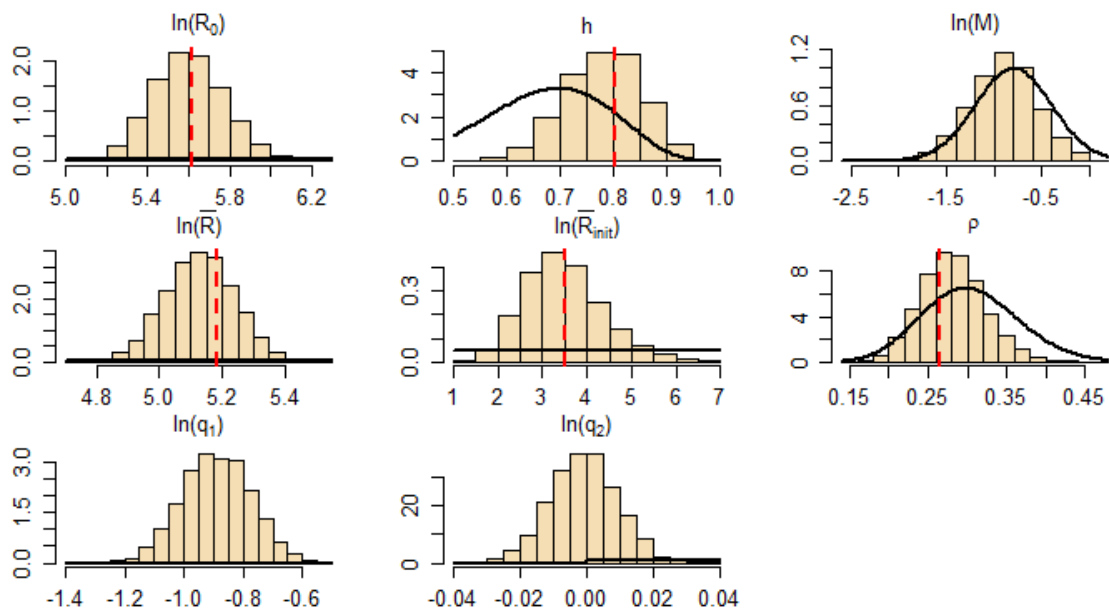 ln(R₀)
0.0 1.0 2.0
5.0 5.4 5.8 6.2
h
0 2 4
0.5 0.6 0.7 0.8 0.9 1.0
ln(M)
0.0 0.6 1.2
-2.5 -1.5 -0.5
ln(R̅)
0.0 2.0
4.8 5.0 5.2 5.4
ln(R̅init)
0.0 0.3
1 2 3 4 5 6 7
ρ
0 4 8
0.15 0.25 0.35 0.45
ln(q₁)
0.0 1.5 3.0
-1.4 -1.2 -1.0 -0.8 -0.6
ln(q₂)
0 20
-0.04 -0.02 0.00 0.02 0.04